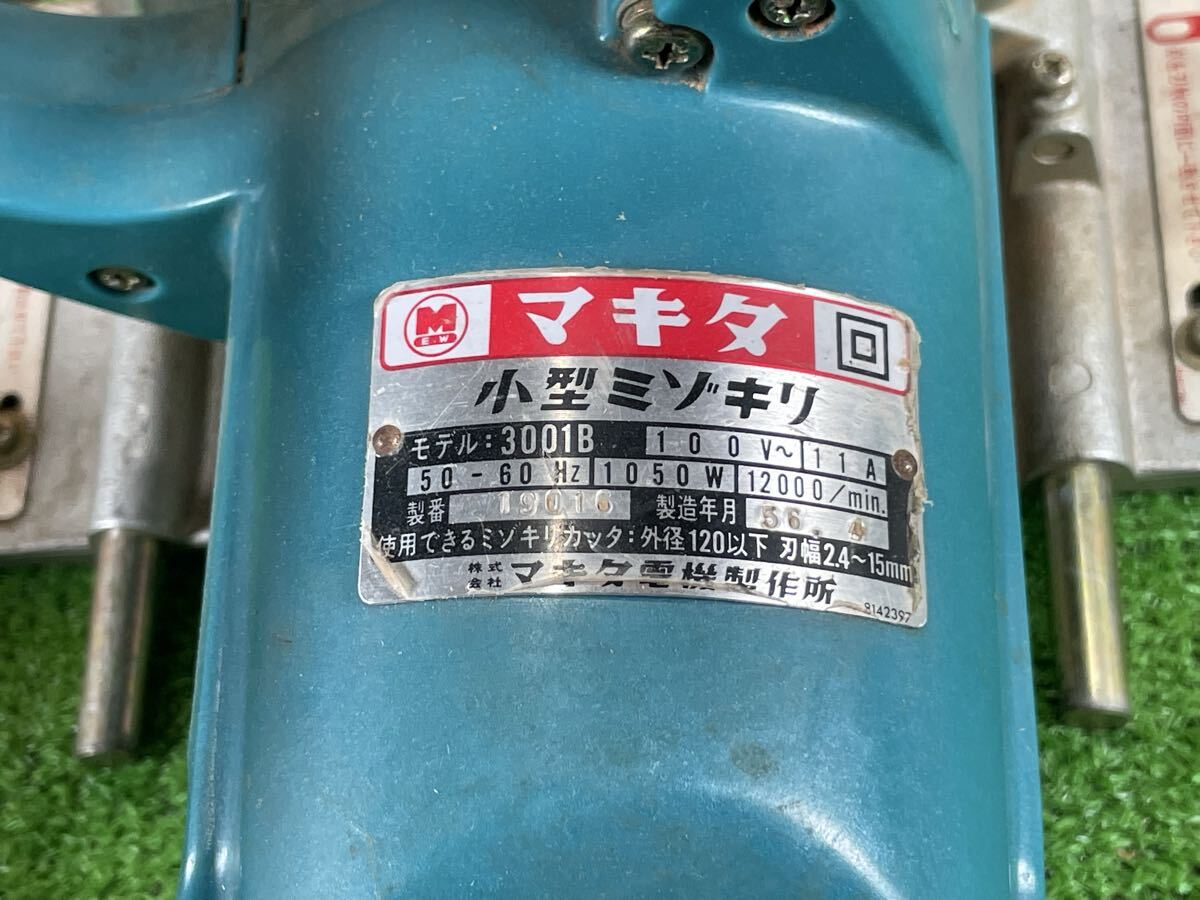 M
E.W
マキタ
小型ミゾキリ
モデル:3001B 100V~ 11A
50-60Hz 1050W 12000/min.
製番 19016 製造年月 56.4
使用できるミゾキリカッタ:外径120以下 刃幅2.4~15mm
株式会社 マキタ電機製作所
9142397